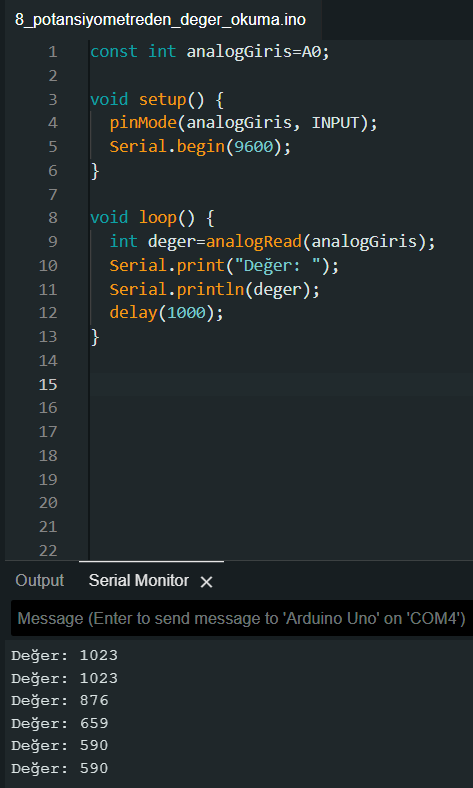 8_potansiyometreden_deger_okuma.ino
1 const int analogGiris=A0;
2
3 void setup() {
4 pinMode(analogGiris, INPUT);
5 Serial.begin(9600);
6 }
7
8 void loop() {
9 int deger=analogRead(analogGiris);
10 Serial.print("Değer: ");
11 Serial.println(deger);
12 delay(1000);
13 }
14
15
16
17
18
19
20
21
22
Output Serial Monitor ×
Message (Enter to send message to 'Arduino Uno' on 'COM4')
Değer: 1023
Değer: 1023
Değer: 876
Değer: 659
Değer: 590
Değer: 590